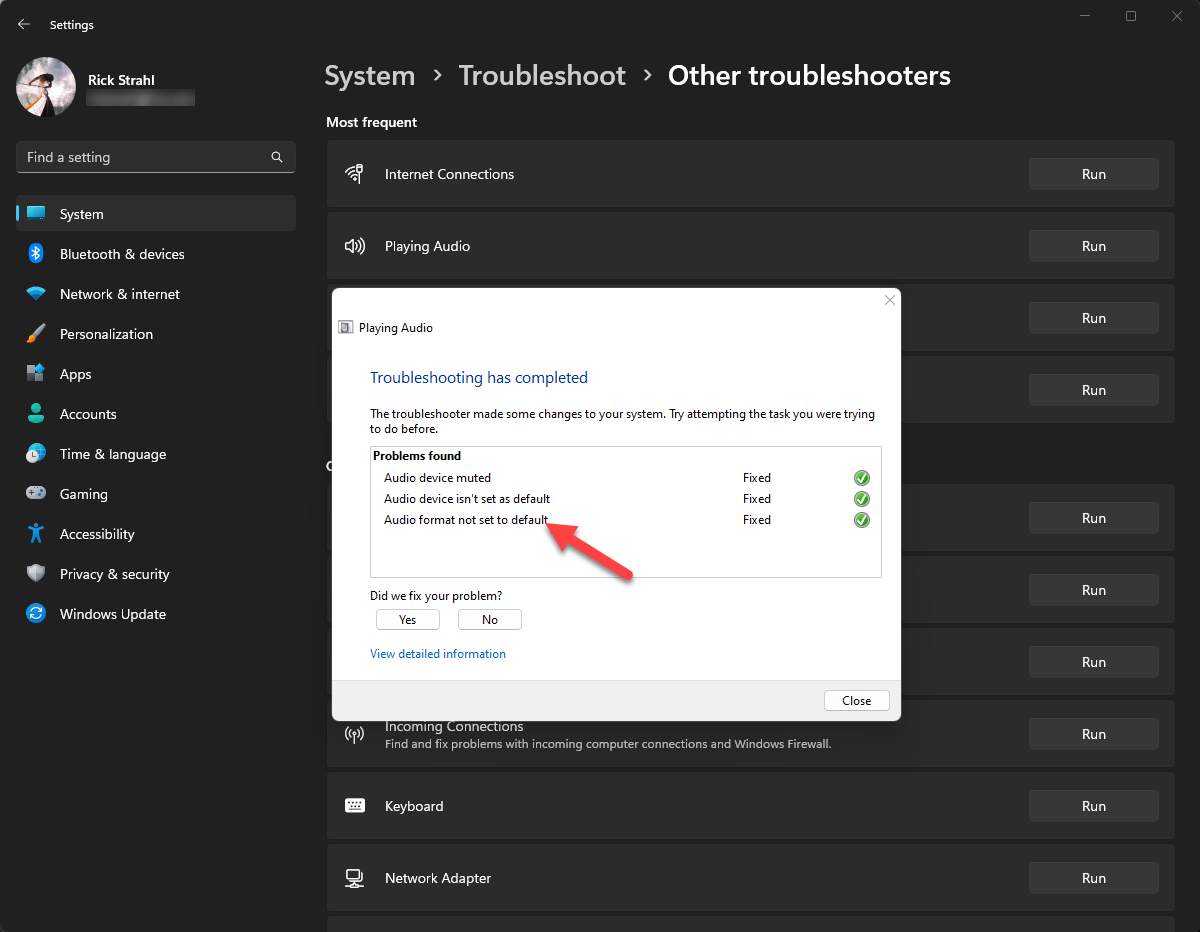 Settings
Rick Strahl
Find a setting
System
Bluetooth & devices
Network & internet
Personalization
Apps
Accounts
Time & language
Gaming
Accessibility
Privacy & security
Windows Update
System > Troubleshoot > Other troubleshooters
Most frequent
Internet Connections Run
Playing Audio Run
Run
Run
Playing Audio
Troubleshooting has completed
The troubleshooter made some changes to your system. Try attempting the task you were trying
to do before.
Problems found
Audio device muted Fixed
Audio device isn't set as default Fixed
Audio format not set to default Fixed
Did we fix your problem?
Yes No
View detailed information
Close
Run
Run
Run
Incoming Connections
Find and fix problems with incoming computer connections and Windows Firewall.
Run
Keyboard Run
Network Adapter Run